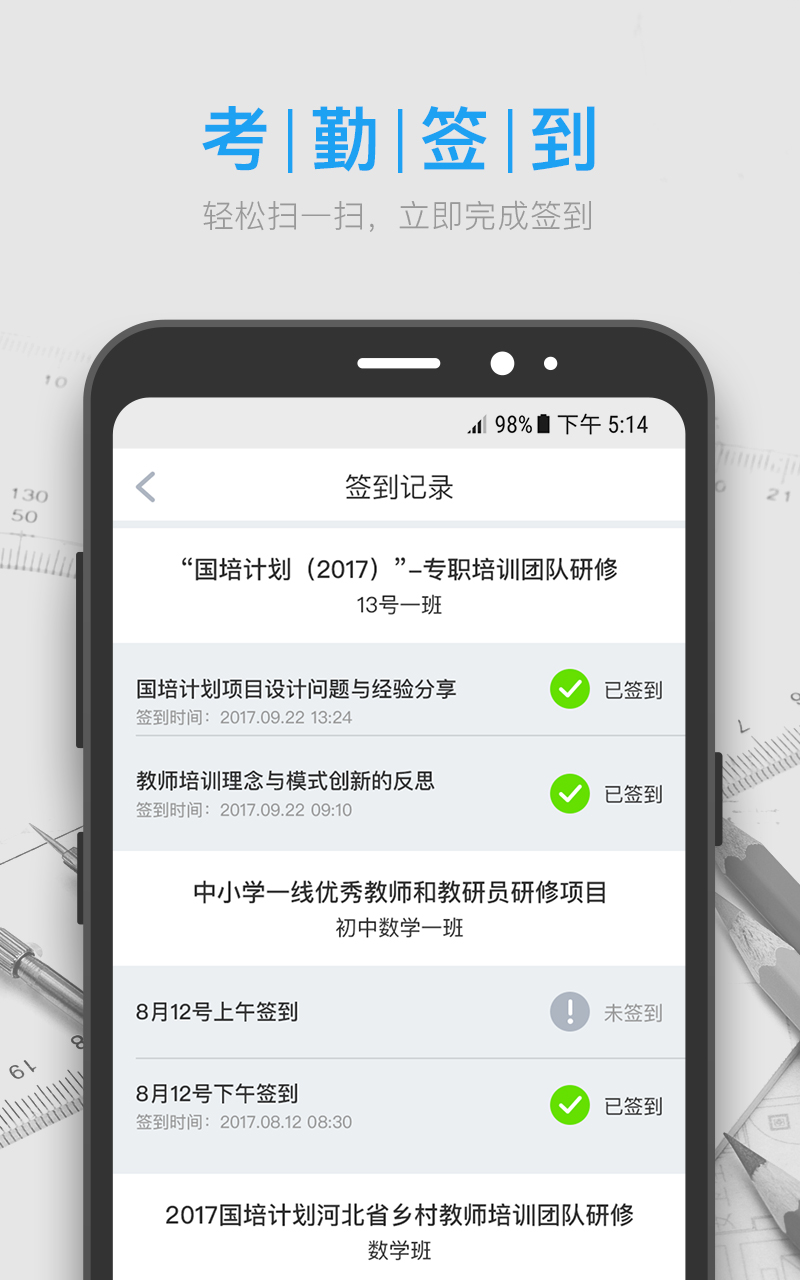 考|勤|签|到
轻松扫一扫，立即完成签到
98% 下午 5:14
签到记录
“国培计划（2017）”–专职培训团队研修
13号一班
国培计划项目设计问题与经验分享
已签到
签到时间：2017.09.22 13:24
教师培训理念与模式创新的反思
已签到
签到时间：2017.09.22 09:10
中小学一线优秀教师和教研员研修项目
初中数学一班
8月12号上午签到
未签到
8月12号下午签到
已签到
签到时间：2017.08.12 08:30
2017国培计划河北省乡村教师培训团队研修
数学班
10
130
50
21
7
19
8